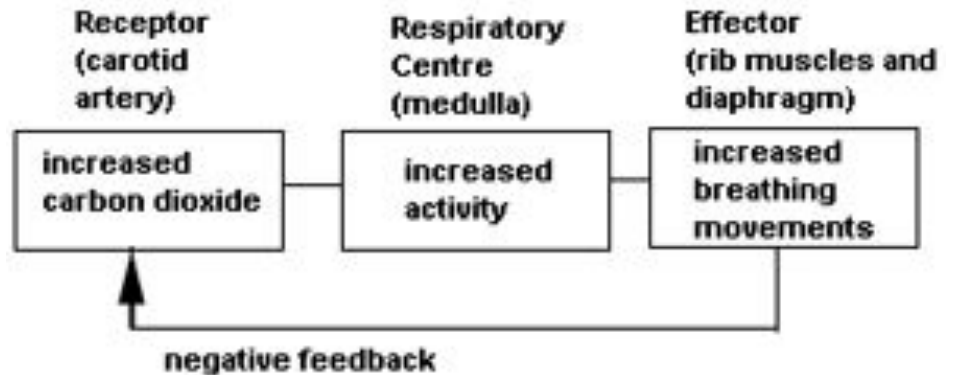 Receptor
(carotid
artery)
Respiratory
Centre
(medulla)
Effector
(rib muscles and
diaphragm)
increased
carbon dioxide
increased
activity
increased
breathing
movements
negative feedback